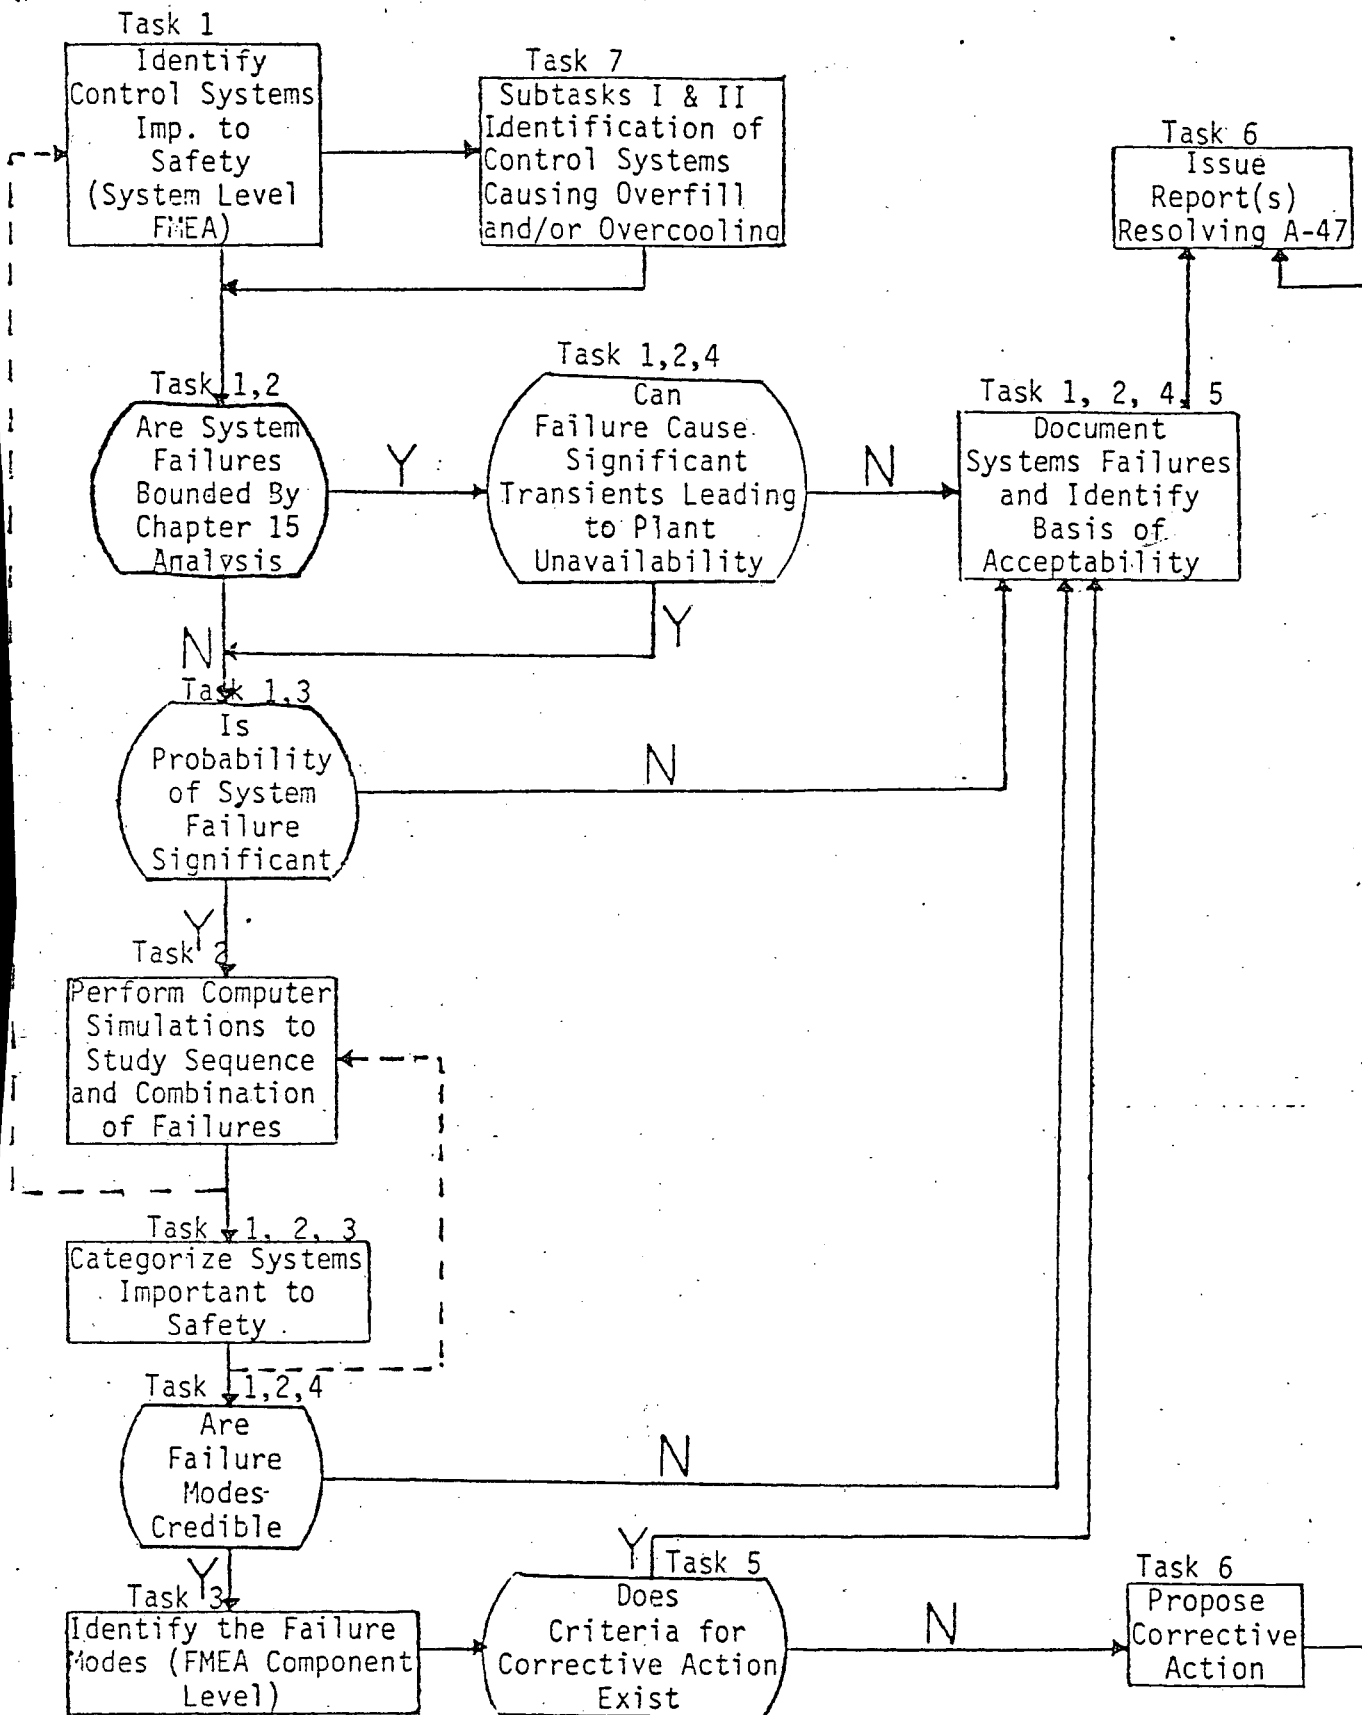 Task 1
Identify
Control Systems
Imp. to
Safety
(System Level
FMEA)
Task 7
Subtasks I & II
Identification of
Control Systems
Causing Overfill
and/or Overcooling
Task 6
Issue
Report(s)
Resolving A-47
Task 1,2
Are System
Failures
Bounded By
Chapter 15
Analysis
Y
Task 1,2,4
Can
Failure Cause
Significant
Transients Leading
to Plant
Unavailability
N
Task 1, 2, 4, 5
Document
Systems Failures
and Identify
Basis of
Acceptability
N
Y
Task 1,3
Is
Probability
of System
Failure
Significant
N
Y
Task 2
Perform Computer
Simulations to
Study Sequence
and Combination
of Failures
Task 1, 2, 3
Categorize Systems
Important to
Safety
Task 1,2,4
Are
Failure
Modes
Credible
N
Y
Task 3
Identify the Failure
Modes (FMEA Component
Level)
Y
Task 5
Does
Criteria for
Corrective Action
Exist
N
Task 6
Propose
Corrective
Action